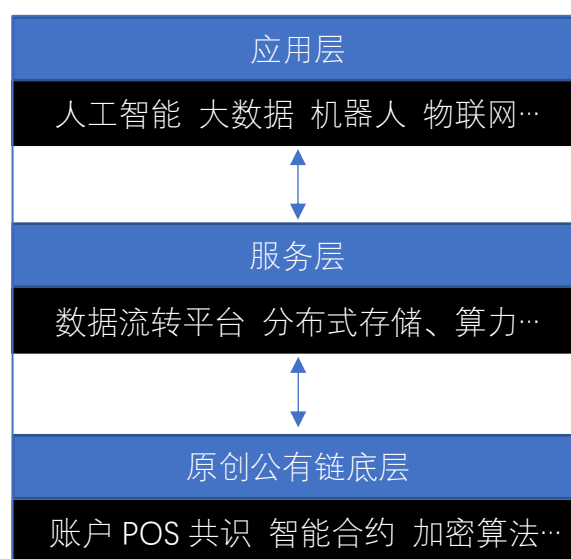 应用层
人工智能 大数据 机器人 物联网…
服务层
数据流转平台 分布式存储、算力…
原创公有链底层
账户 POS 共识 智能合约 加密算法…